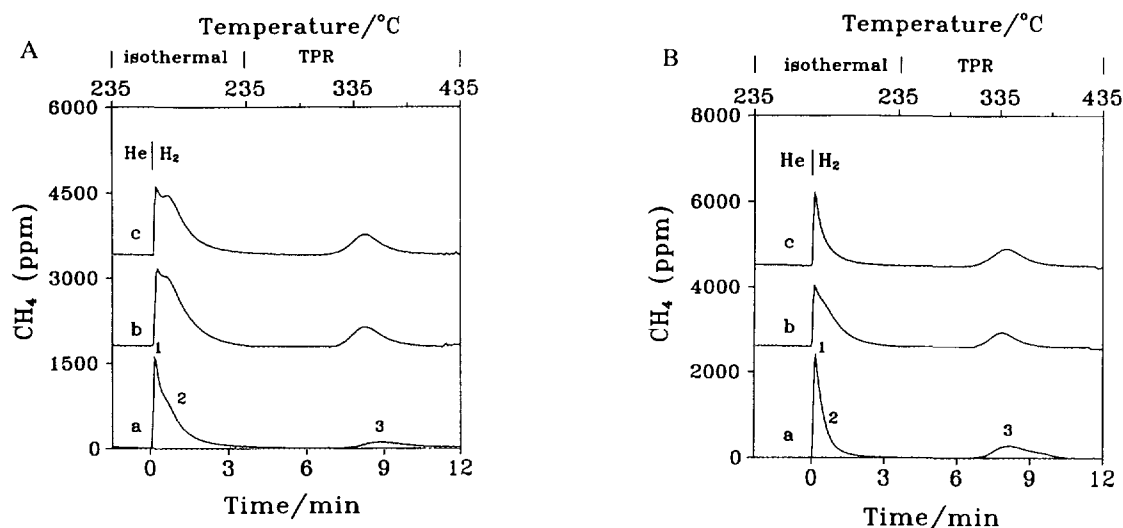 Temperature/°C
A
isothermal TPR
235 235 335 435
6000
He H₂
4500
c
CH₄ (ppm)
3000
b
1
1500
2
3
a
0
0 3 6 9 12
Time/min
Temperature/°C
B
isothermal TPR
235 235 335 435
8000
He H₂
6000
c
CH₄ (ppm)
4000
b
1
2000
2
3
a
0
0 3 6 9 12
Time/min